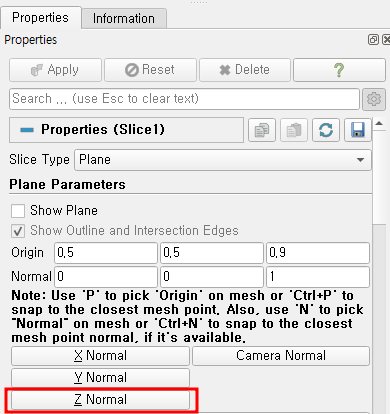 Properties Information
Properties
Apply Reset Delete ?
Search ... (use Esc to clear text)
Properties (Slice1)
Slice Type Plane
Plane Parameters
Show Plane
Show Outline and Intersection Edges
Origin 0.5 0.5 0.9
Normal 0 0 1
Note: Use 'P' to pick 'Origin' on mesh or 'Ctrl+P' to
snap to the closest mesh point. Also, use 'N' to pick
"Normal" on mesh or 'Ctrl+N' to snap to the closest
mesh point normal, if it's available.
X Normal Camera Normal
Y Normal
Z Normal